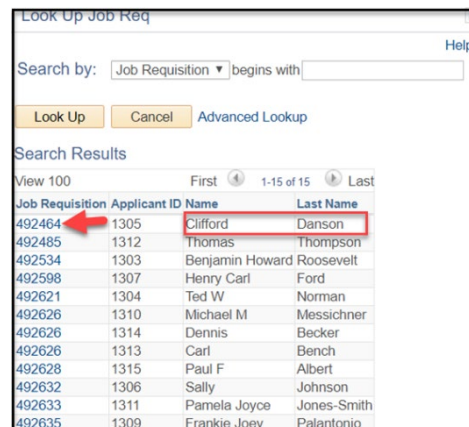 Look Up Job Req
Help
Search by: Job Requisition begins with
Look Up Cancel Advanced Lookup
Search Results
View 100 First 1-15 of 15 Last
Job Requisition Applicant ID Name Last Name
492464 1305 Clifford Danson
492485 1312 Thomas Thompson
492534 1303 Benjamin Howard Roosevelt
492598 1307 Henry Carl Ford
492621 1304 Ted W Norman
492626 1310 Michael M Messichner
492626 1314 Dennis Becker
492626 1313 Carl Bench
492628 1315 Paul F Albert
492632 1306 Sally Johnson
492633 1311 Pamela Joyce Jones-Smith
492635 1309 Frankie Joey Palantonio